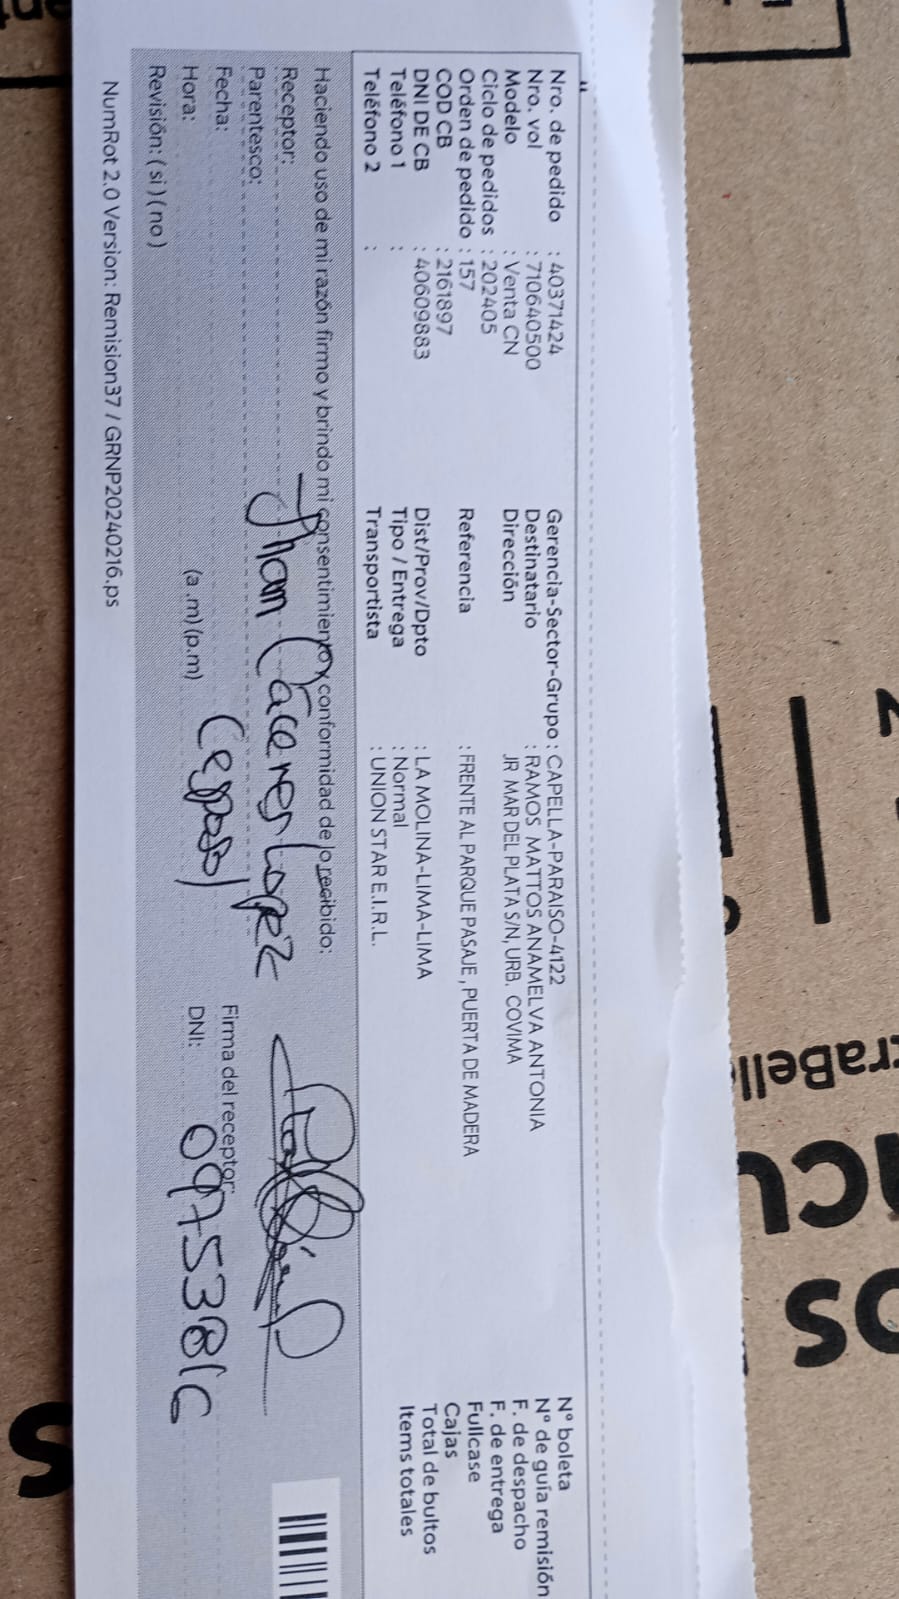 Nro. de pedido : 40371424
Nro. vol : 710640500
Modelo : Venta CN
Ciclo de pedidos : 202405
Orden de pedido : 157
COD CB : 2161897
DNI DE CB : 40609883
Teléfono 1 :
Teléfono 2 :
Gerencia-Sector-Grupo : CAPELLA-PARAISO-4122
Destinatario : RAMOS MATTOS ANAMELVA ANTONIA
Dirección JR MAR DEL PLATA S/N, URB. COVIMA
Referencia : FRENTE AL PARQUE PASAJE , PUERTA DE MADERA
Dist/Prov/Dpto : LA MOLINA-LIMA-LIMA
Tipo / Entrega : Normal
Transportista : UNION STAR E.I.R.L.
N° boleta
N° de guía remisión
F. de despacho
F. de entrega
Fullcase
Cajas
Total de bultos
Items totales
Haciendo uso de mi razón firmo y brindo mi consentimiento y conformidad de lo recibido:
Receptor:
Jhan Cáceres Lopez
Parentesco:
(esposo)
Fecha:
Firma del receptor:
Hora: (a .m) (p.m)
DNI:
Revisión: ( si ) ( no )
NumRot 2.0 Version: Remision37 / GRNP20240216.ps